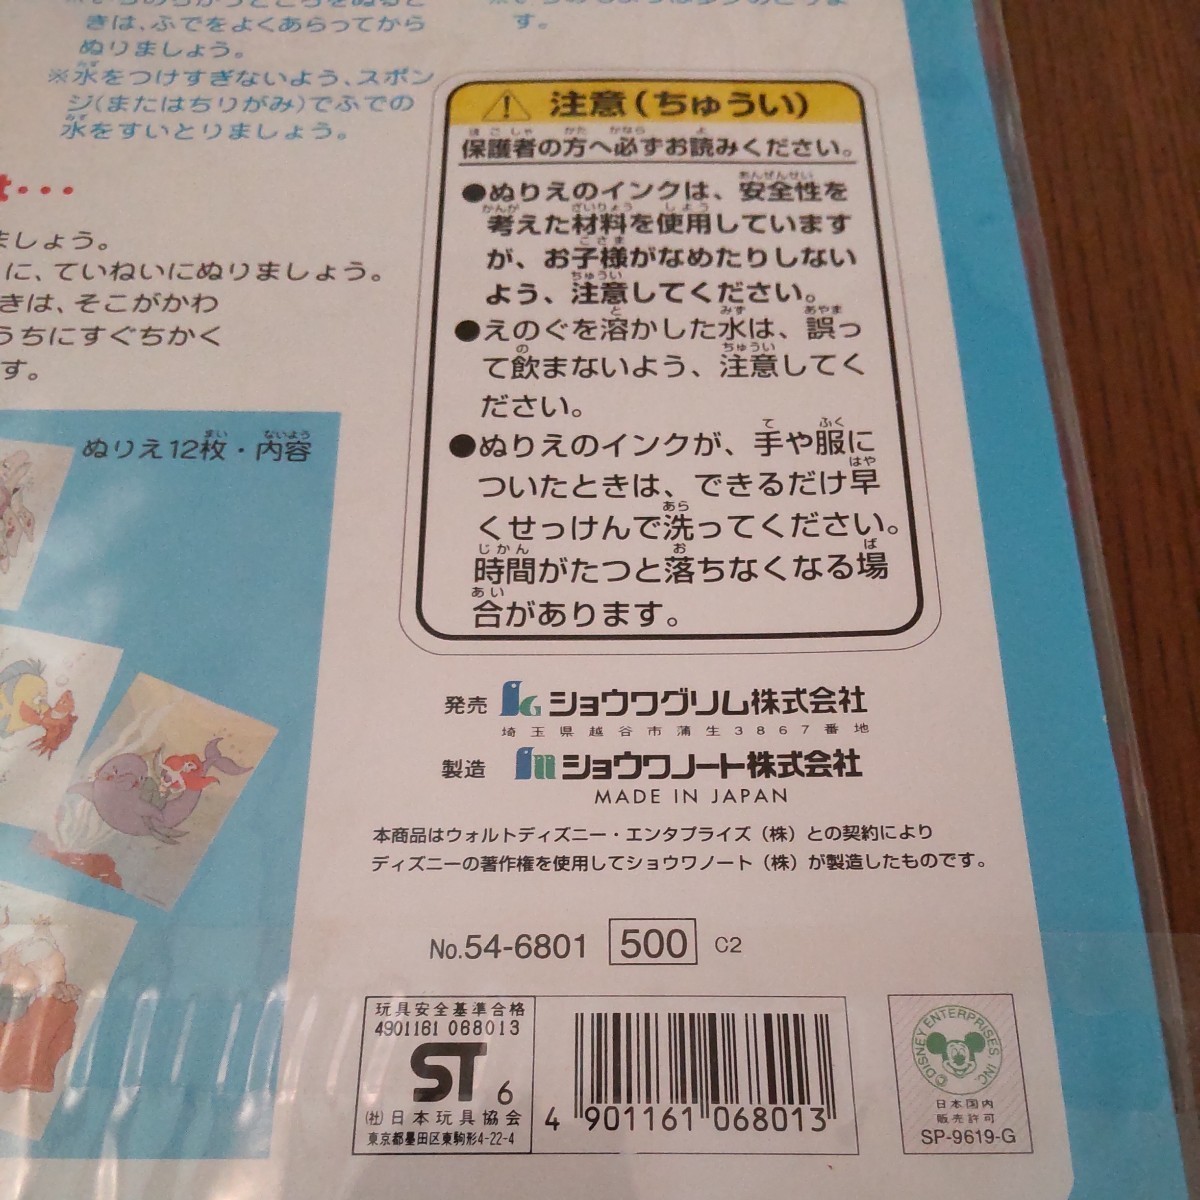 きは、ふでをよくあらってから
ぬりましょう。
※水をつけすぎないよう、スポン
ジ(またはちりがみ)でふでの
水をすいとりましょう。
す。
ましょう。
に、ていねいにぬりましょう。
きは、そこがかわ
うちにすぐちかく
す。
ぬりえ12枚・内容
注意(ちゅうい)
保護者の方へ必ずお読みください。
●ぬりえのインクは、安全性を
考えた材料を使用しています
が、お子様がなめたりしない
よう、注意してください。
●えのぐを溶かした水は、誤っ
て飲まないよう、注意してく
ださい。
●ぬりえのインクが、手や服に
ついたときは、できるだけ早
くせっけんで洗ってください。
時間がたつと落ちなくなる場
合があります。
発売 ショウワグリム株式会社
埼玉県越谷市蒲生3867番地
製造 ショウワノート株式会社
MADE IN JAPAN
本商品はウォルトディズニー・エンタプライズ(株)との契約により
ディズニーの著作権を使用してショウワノート(株)が製造したものです。
No.54-6801 500 C2
玩具安全基準合格
4901161 068013
ST 6
(社)日本玩具協会
東京都墨田区東駒形4-22-4
4 901161 068013
©DISNEY ENTERPRISES, INC.
日本国内
販売許可
SP-9619-G